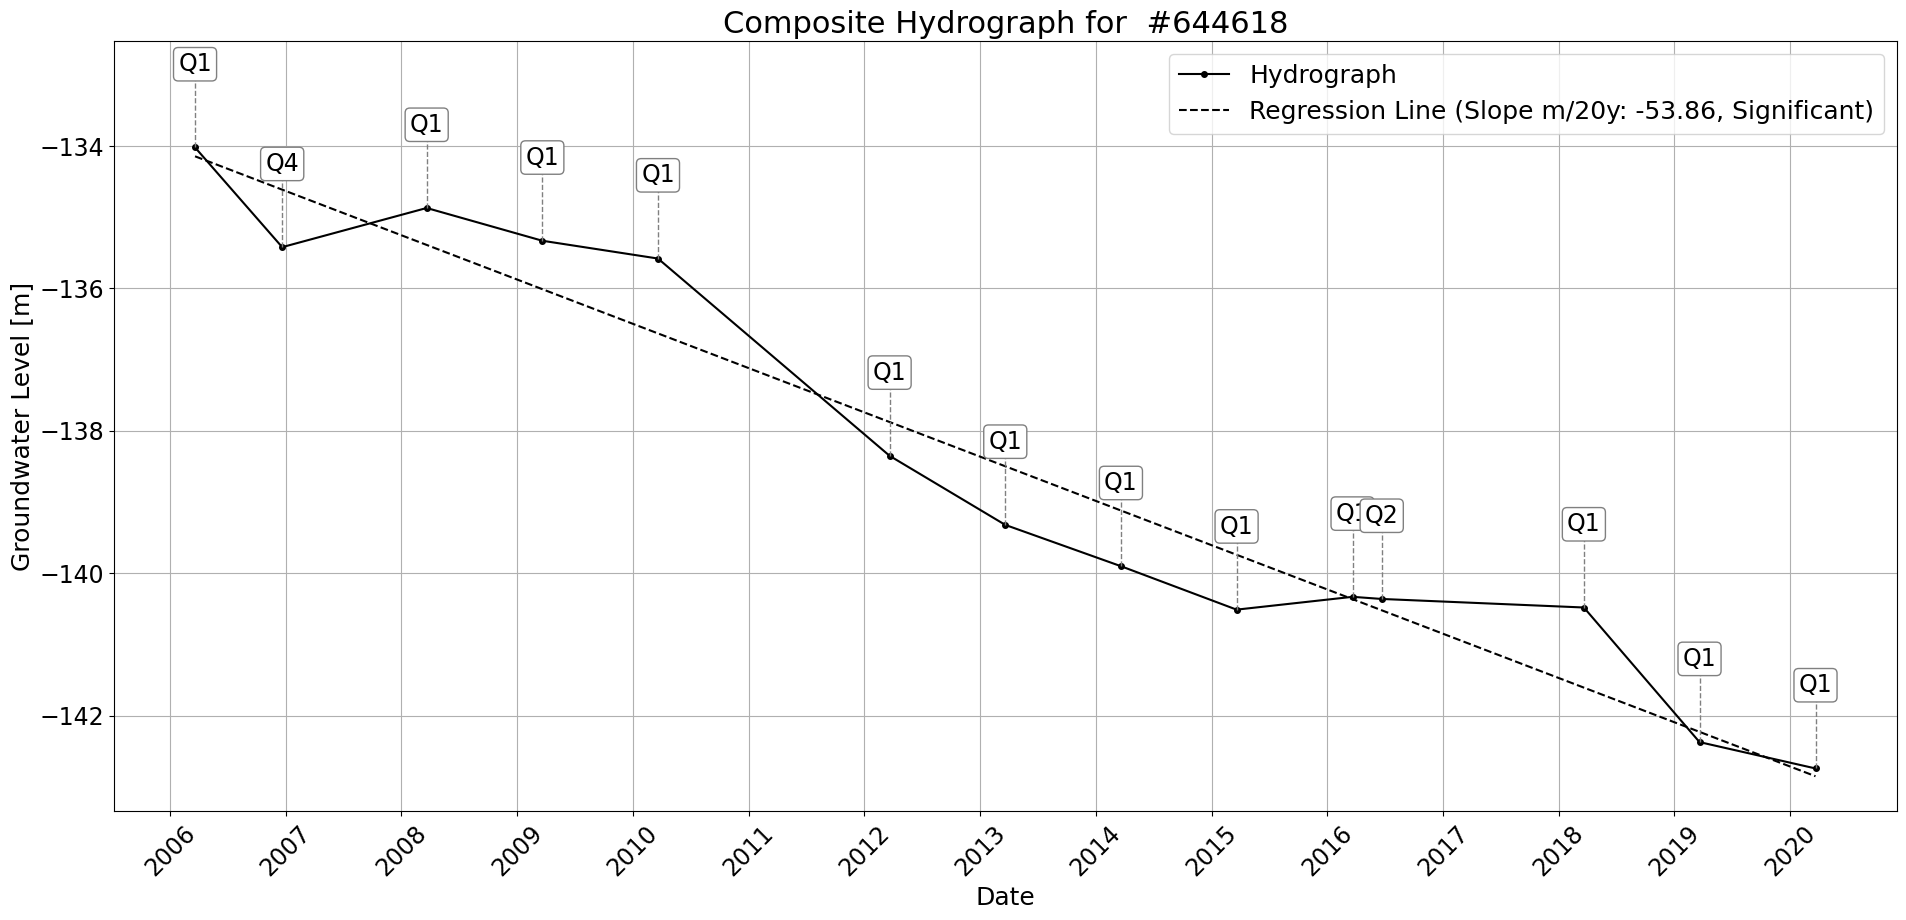 Composite Hydrograph for #644618
Hydrograph
Regression Line (Slope m/20y: -53.86, Significant)
Groundwater Level [m]
−134
−136
−138
−140
−142
Q1
Q4
Q1
Q1
Q1
Q1
Q1
Q1
Q1
Q1
Q2
Q1
Q1
Q1
2006
2007
2008
2009
2010
2011
2012
2013
2014
2015
2016
2017
2018
2019
2020
Date